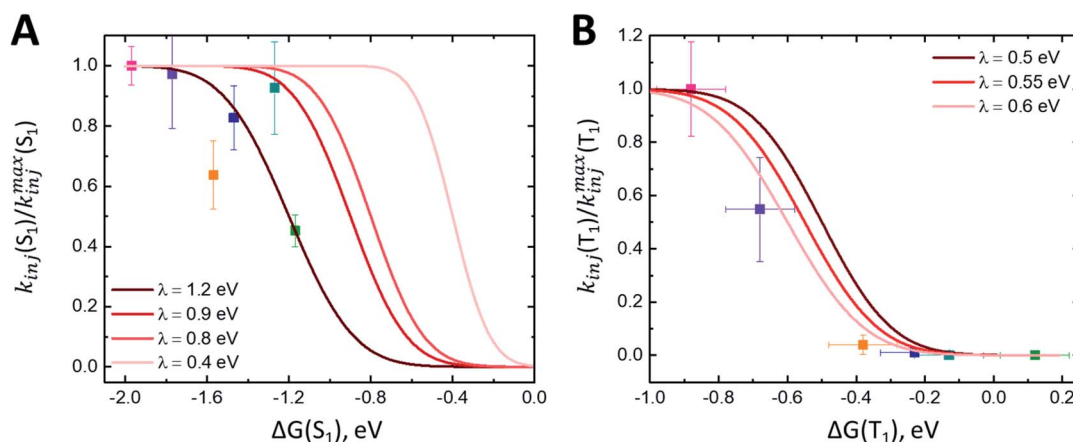 A
k_inj(S₁)/k_inj^max(S₁)
1.0
0.8
0.6
0.4
0.2
0.0
λ = 1.2 eV
λ = 0.9 eV
λ = 0.8 eV
λ = 0.4 eV
-2.0 -1.6 -1.2 -0.8 -0.4 0.0
ΔG(S₁), eV
B
k_inj(T₁)/k_inj^max(T₁)
1.2
1.0
0.8
0.6
0.4
0.2
0.0
λ = 0.5 eV
λ = 0.55 eV
λ = 0.6 eV
-1.0 -0.8 -0.6 -0.4 -0.2 0.0 0.2
ΔG(T₁), eV